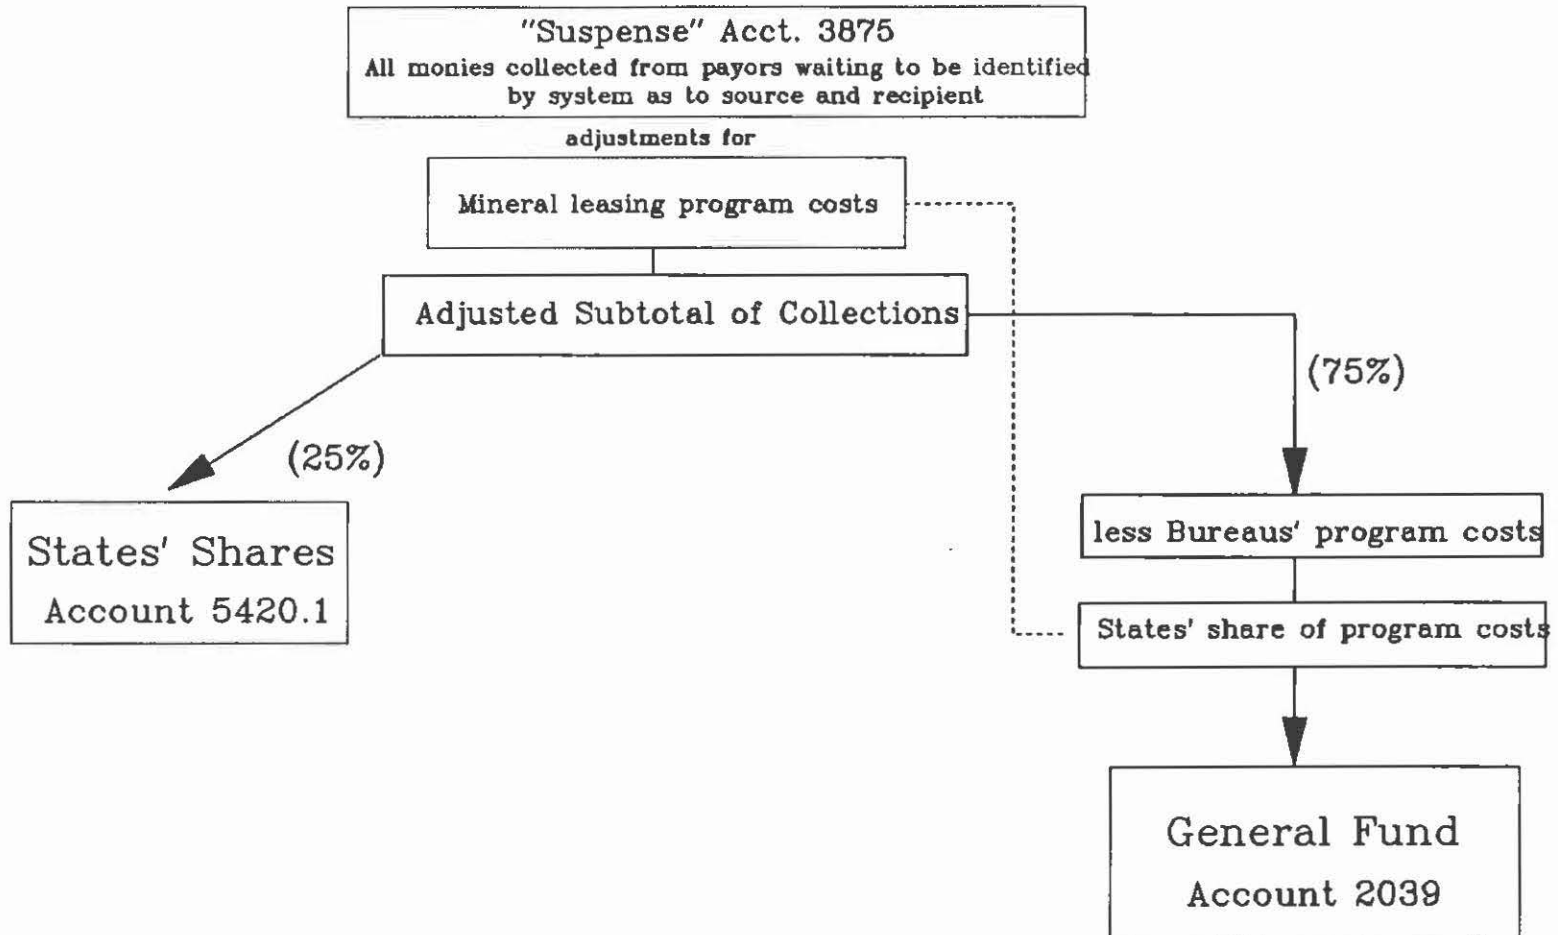 "Suspense" Acct. 3875
All monies collected from payors waiting to be identified
by system as to source and recipient
adjustments for
Mineral leasing program costs
Adjusted Subtotal of Collections
(75%)
(25%)
States' Shares
Account 5420.1
less Bureaus' program costs
States' share of program costs
General Fund
Account 2039